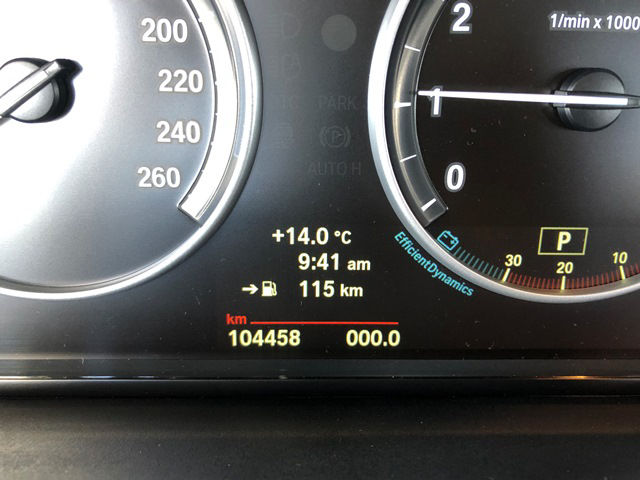 200
220
240
260
2
1/min x 1000
1
0
PARK
AUTO H
+14.0 °C
9:41 am
115 km
km
104458 000.0
EfficientDynamics
P
30
20
10